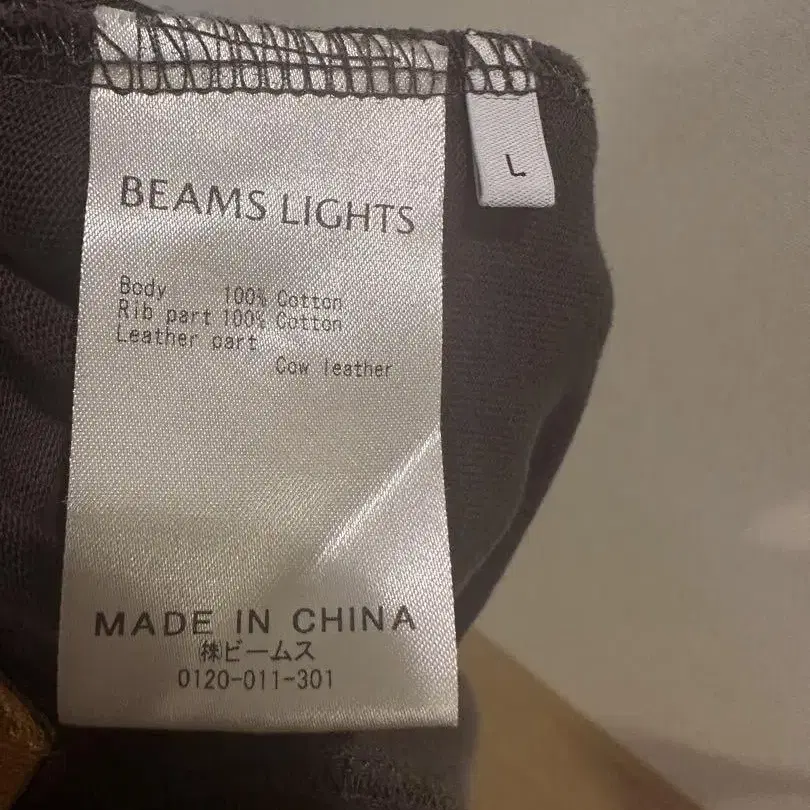 BEAMS LIGHTS
L
Body 100% Cotton
Rib part 100% Cotton
Leather part
Cow leather
MADE IN CHINA
㈱ビームス
0120-011-301